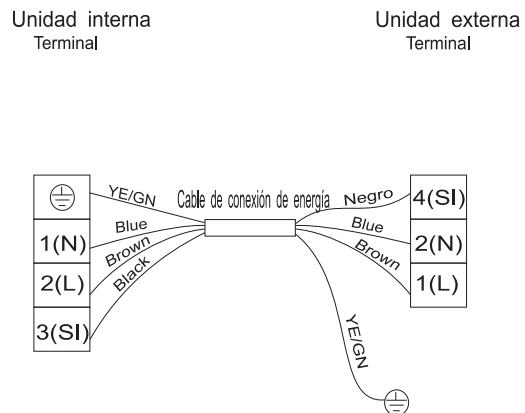 Unidad interna
Terminal
Unidad externa
Terminal
YE/GN
1(N)
Blue
2(L)
Brown
3(SI)
Black
Cable de conexión de energía
Negro
4(SI)
Blue
2(N)
Brown
1(L)
YE/GN